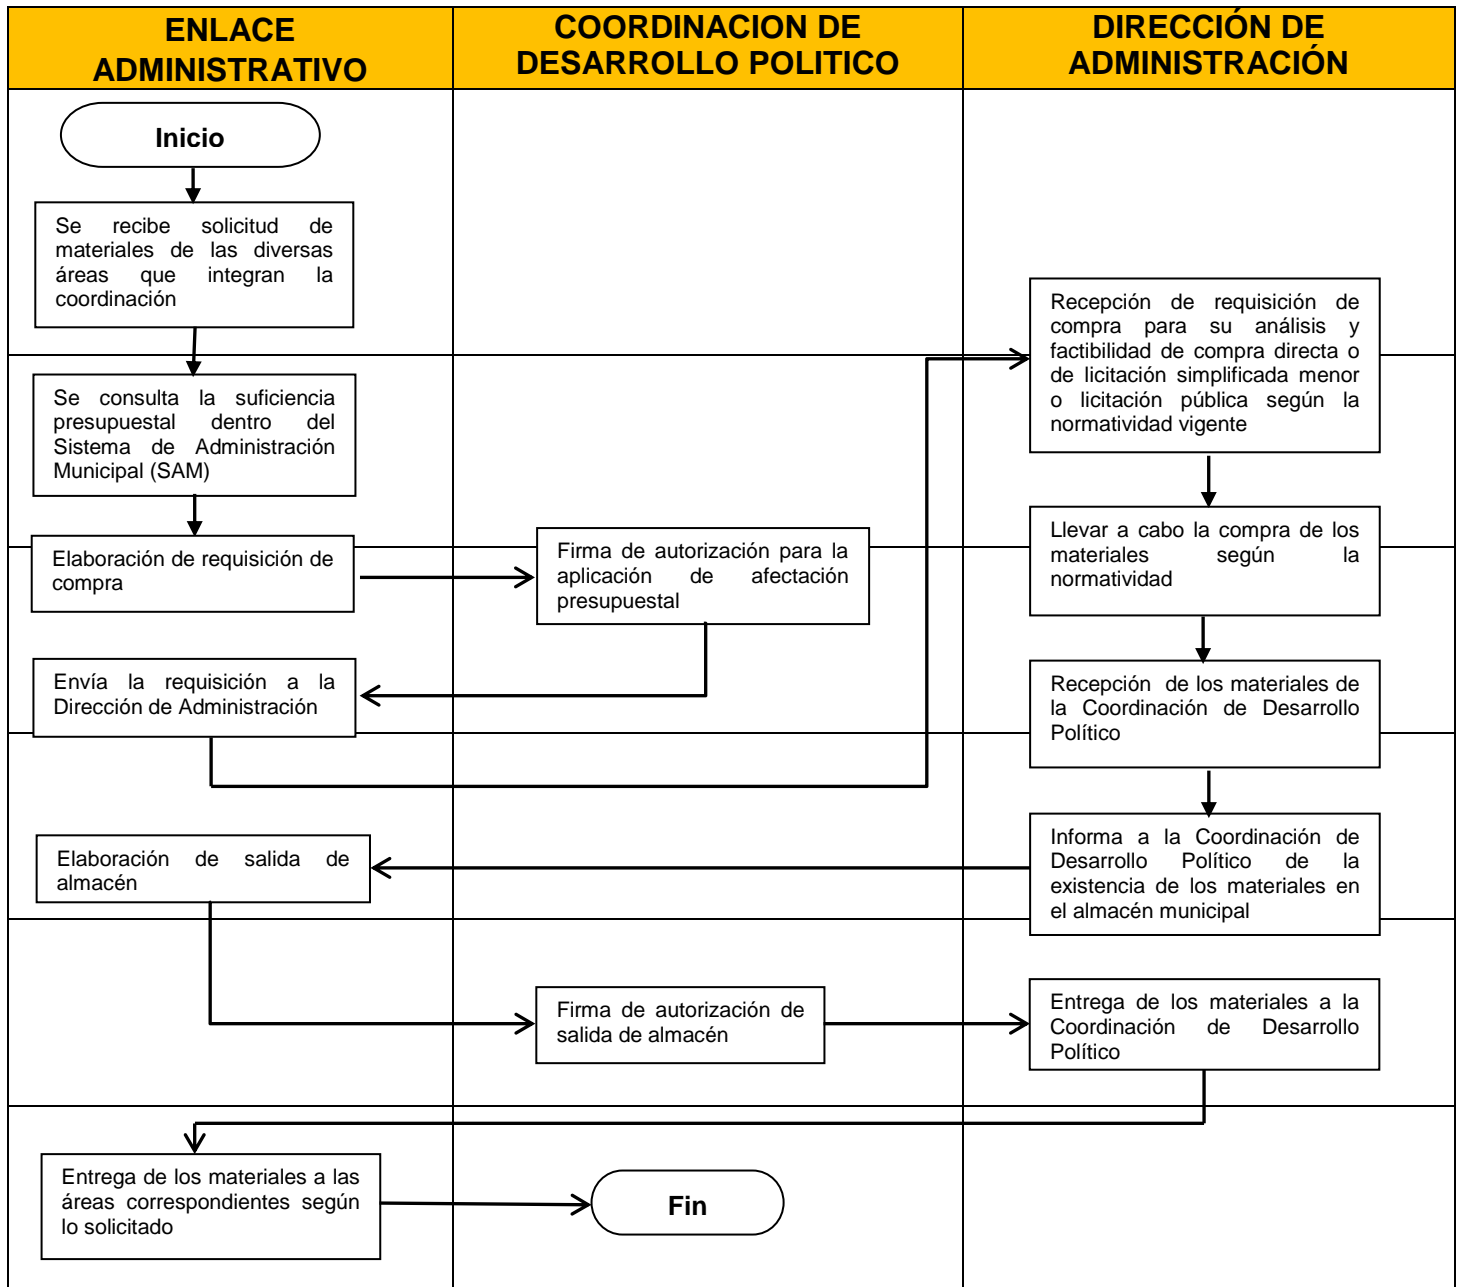 ENLACE
ADMINISTRATIVO
COORDINACION DE
DESARROLLO POLITICO
DIRECCIÓN DE
ADMINISTRACIÓN
Inicio
Se recibe solicitud de
materiales de las diversas
áreas que integran la
coordinación
Se consulta la suficiencia
presupuestal dentro del
Sistema de Administración
Municipal (SAM)
Elaboración de requisición de
compra
Firma de autorización para la
aplicación de afectación
presupuestal
Envía la requisición a la
Dirección de Administración
Recepción de requisición de
compra para su análisis y
factibilidad de compra directa o
de licitación simplificada menor
o licitación pública según la
normatividad vigente
Llevar a cabo la compra de los
materiales según la
normatividad
Recepción de los materiales de
la Coordinación de Desarrollo
Político
Informa a la Coordinación de
Desarrollo Político de la
existencia de los materiales en
el almacén municipal
Elaboración de salida de
almacén
Firma de autorización de
salida de almacén
Entrega de los materiales a la
Coordinación de Desarrollo
Político
Entrega de los materiales a las
áreas correspondientes según
lo solicitado
Fin